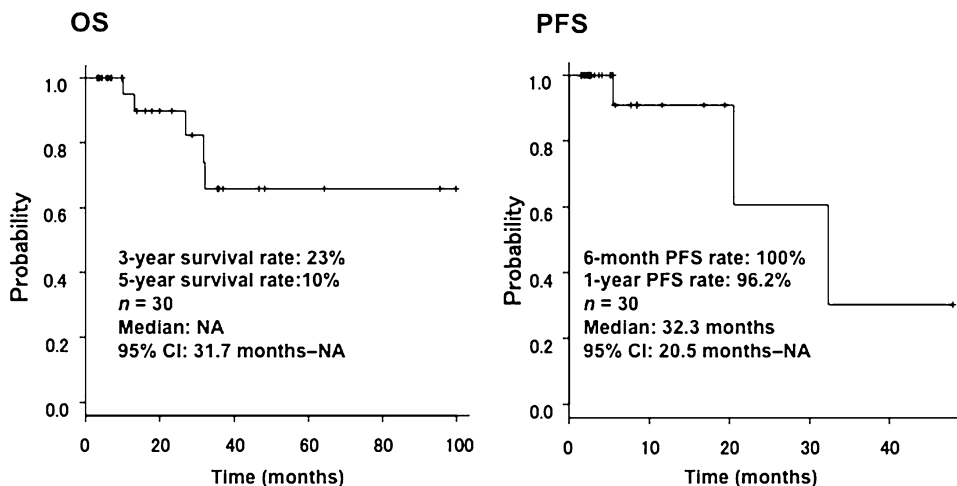 OS
1.0
0.8
0.6
0.4
0.2
0.0
Probability
3-year survival rate: 23%
5-year survival rate:10%
n = 30
Median: NA
95% CI: 31.7 months–NA
0 20 40 60 80 100
Time (months)
PFS
1.0
0.8
0.6
0.4
0.2
0.0
Probability
6-month PFS rate: 100%
1-year PFS rate: 96.2%
n = 30
Median: 32.3 months
95% CI: 20.5 months–NA
0 10 20 30 40
Time (months)